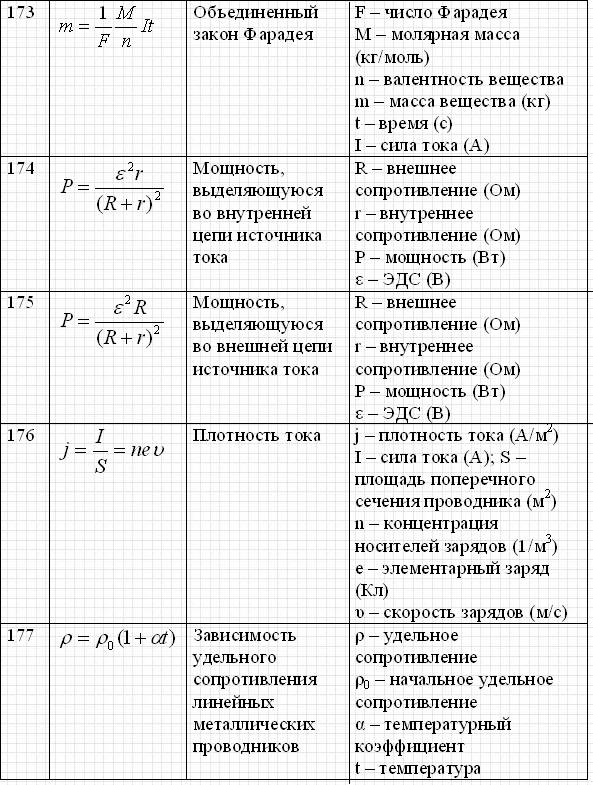 173
m = 1/F M/n It
Объединенный
закон Фарадея
F – число Фарадея
M – молярная масса
(кг/моль)
n – валентность вещества
m – масса вещества (кг)
t – время (с)
I – сила тока (А)
174
P = ε²r/(R + r)²
Мощность,
выделяющуюся
во внутренней
цепи источника
тока
R – внешнее
сопротивление (Ом)
r – внутреннее
сопротивление (Ом)
P – мощность (Вт)
ε – ЭДС (В)
175
P = ε²R/(R + r)²
Мощность,
выделяющуюся
во внешней цепи
источника тока
R – внешнее
сопротивление (Ом)
r – внутреннее
сопротивление (Ом)
P – мощность (Вт)
ε – ЭДС (В)
176
j = I/S = neυ
Плотность тока
j – плотность тока (А/м²)
I – сила тока (А); S –
площадь поперечного
сечения проводника (м²)
n – концентрация
носителей зарядов (1/м³)
e – элементарный заряд
(Кл)
υ – скорость зарядов (м/с)
177
ρ = ρ₀(1 + αt)
Зависимость
удельного
сопротивления
линейных
металлических
проводников
ρ – удельное
сопротивление
ρ₀ – начальное удельное
сопротивление
α – температурный
коэффициент
t – температура